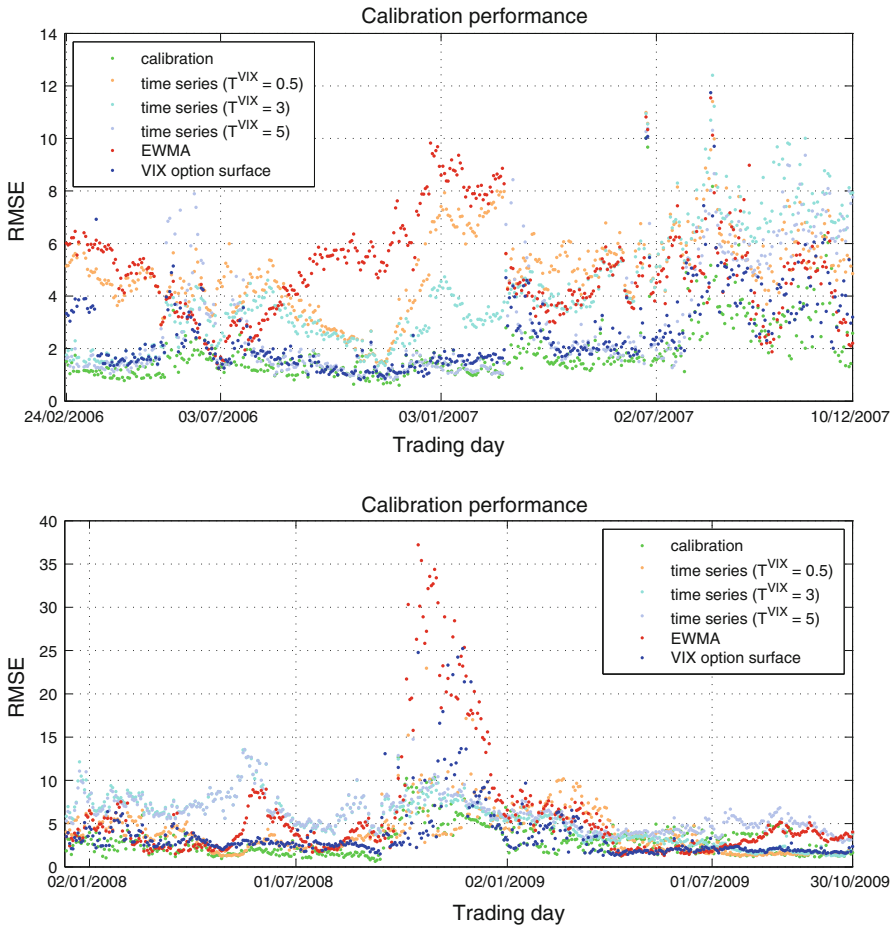 Calibration performance
14
12
10
8
6
4
2
0
RMSE
calibration
time series (T^VIX = 0.5)
time series (T^VIX = 3)
time series (T^VIX = 5)
EWMA
VIX option surface
24/02/2006 03/07/2006 03/01/2007 02/07/2007 10/12/2007
Trading day
Calibration performance
40
35
30
25
20
15
10
5
0
RMSE
calibration
time series (T^VIX = 0.5)
time series (T^VIX = 3)
time series (T^VIX = 5)
EWMA
VIX option surface
02/01/2008 01/07/2008 02/01/2009 01/07/2009 30/10/2009
Trading day